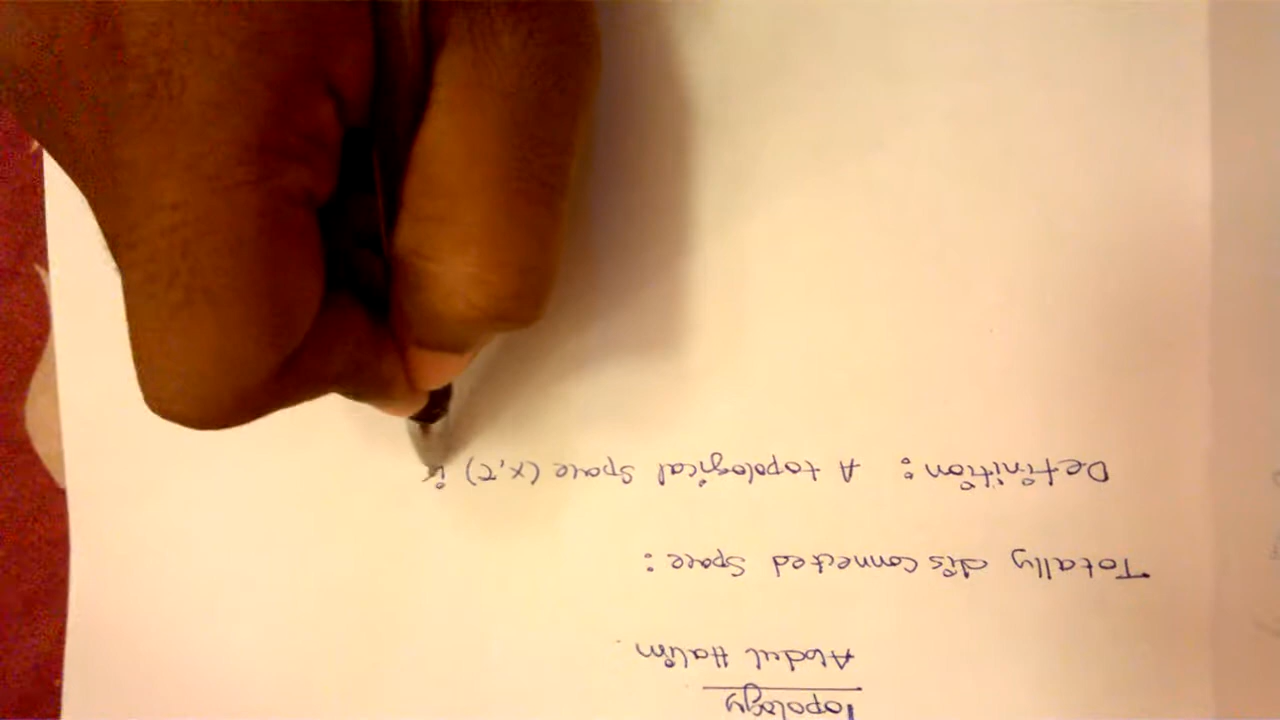 Topology
Abdul Halim
Totally disconnected Space :
Definition : A topological Space (X,τ) is